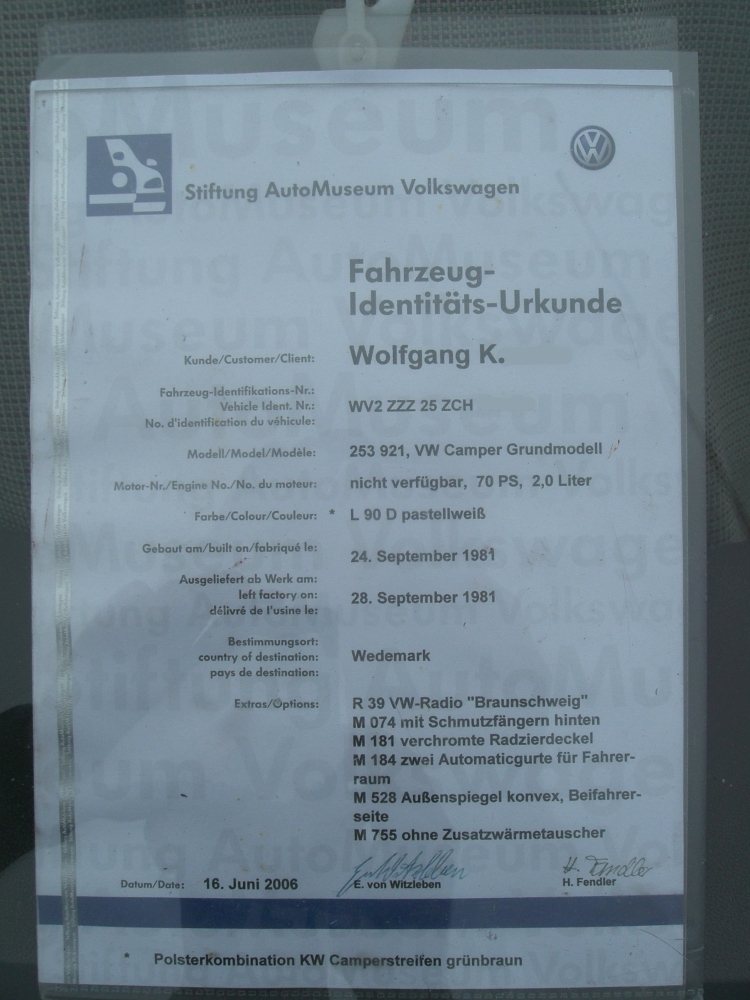 Stiftung AutoMuseum Volkswagen
Fahrzeug-
Identitäts-Urkunde
Kunde/Customer/Client: Wolfgang K.
Fahrzeug-Identifikations-Nr.:
Vehicle Ident. Nr.: WV2 ZZZ 25 ZCH
No. d'identification du véhicule:
Modell/Model/Modèle: 253 921, VW Camper Grundmodell
Motor-Nr./Engine No./No. du moteur: nicht verfügbar, 70 PS, 2,0 Liter
Farbe/Colour/Couleur: * L 90 D pastellweiß
Gebaut am/built on/fabriqué le: 24. September 1981
Ausgeliefert ab Werk am:
left factory on: 28. September 1981
délivré de l'usine le:
Bestimmungsort:
country of destination: Wedemark
pays de destination:
Extras/Options: R 39 VW-Radio "Braunschweig"
M 074 mit Schmutzfängern hinten
M 181 verchromte Radzierdeckel
M 184 zwei Automaticgurte für Fahrer-
raum
M 528 Außenspiegel konvex, Beifahrer-
seite
M 755 ohne Zusatzwärmetauscher
Datum/Date: 16. Juni 2006
E. von Witzleben
H. Fendler
H. Fendler
* Polsterkombination KW Camperstreifen grünbraun